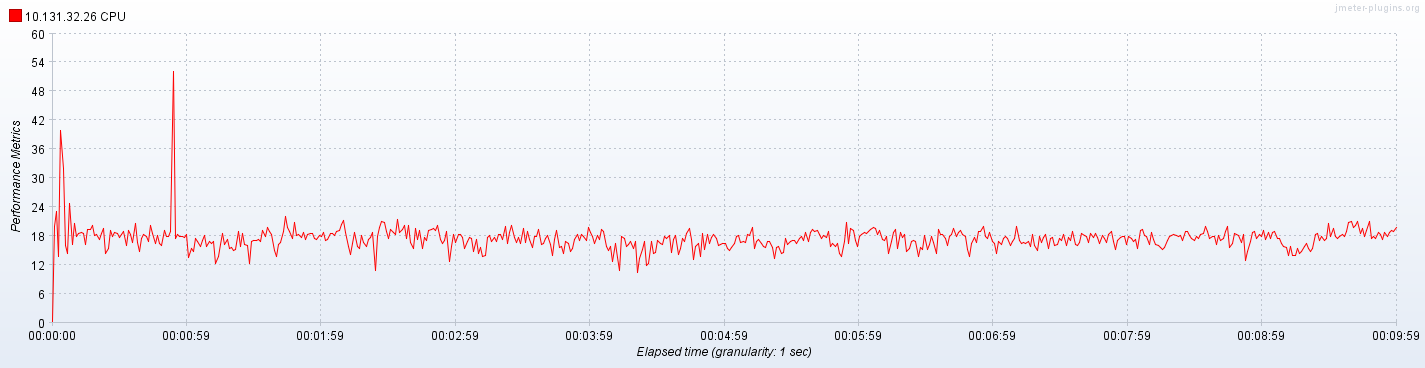 10.131.32.26 CPU
jmeter-plugins.org
60
54
48
42
36
30
24
18
12
6
0
Performance Metrics
00:00:00 00:00:59 00:01:59 00:02:59 00:03:59 00:04:59 00:05:59 00:06:59 00:07:59 00:08:59 00:09:59
Elapsed time (granularity: 1 sec)